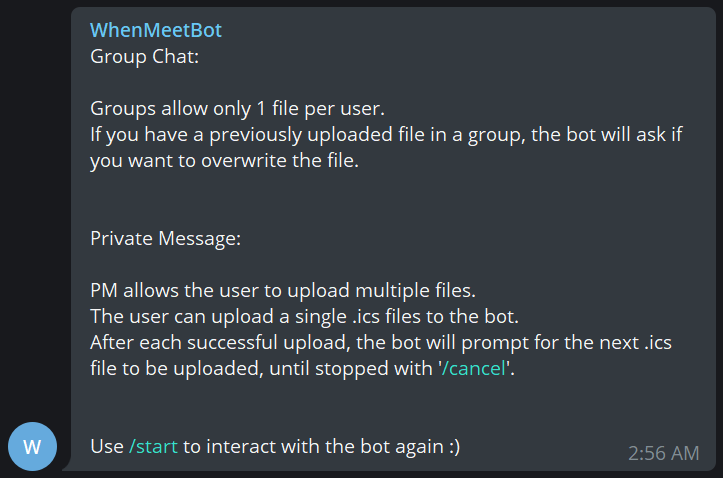 WhenMeetBot
Group Chat:
Groups allow only 1 file per user.
If you have a previously uploaded file in a group, the bot will ask if
you want to overwrite the file.
Private Message:
PM allows the user to upload multiple files.
The user can upload a single .ics files to the bot.
After each successful upload, the bot will prompt for the next .ics
file to be uploaded, until stopped with '/cancel'.
W
Use /start to interact with the bot again :)
2:56 AM